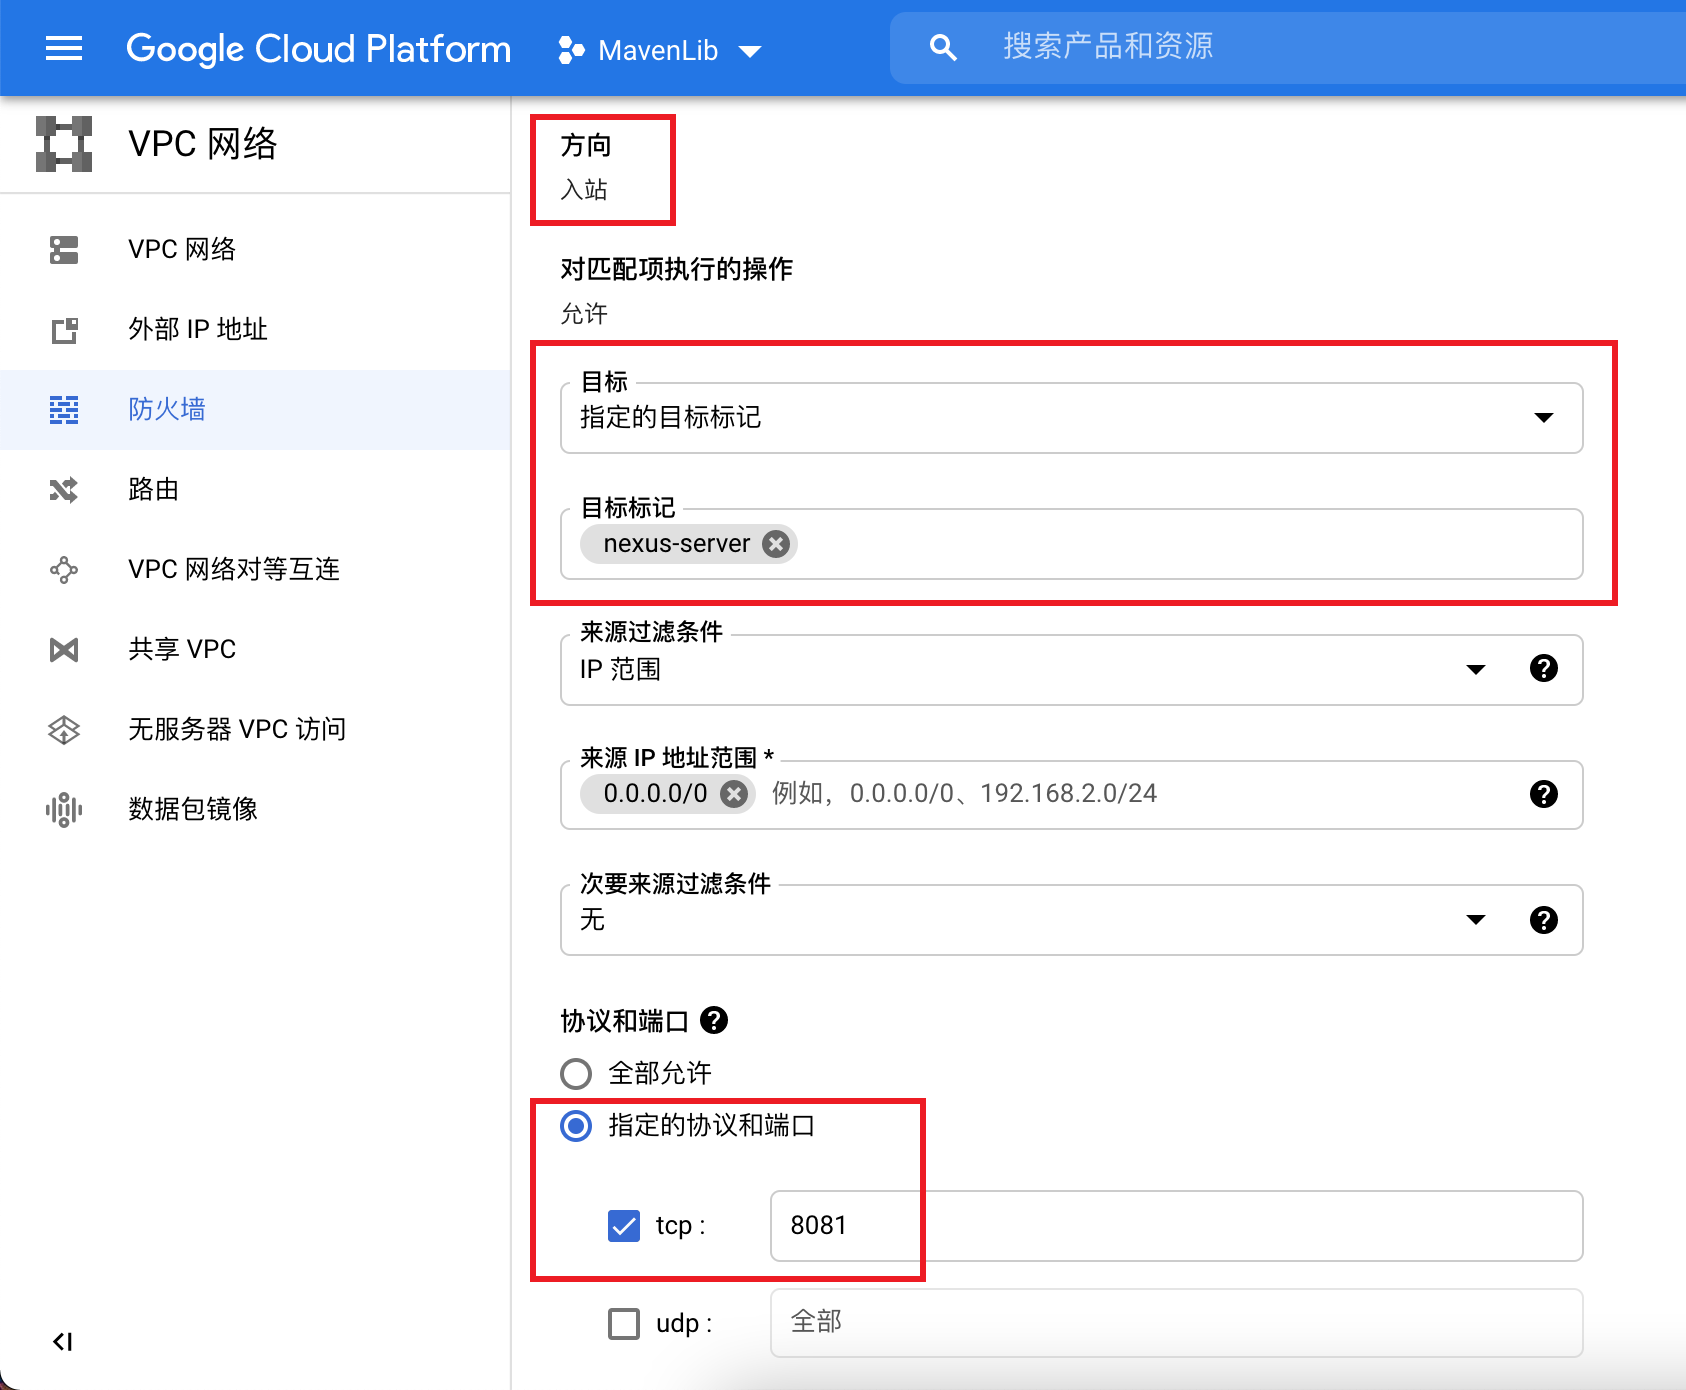 Google Cloud Platform
MavenLib
搜索产品和资源
VPC 网络
VPC 网络
外部 IP 地址
防火墙
路由
VPC 网络对等互连
共享 VPC
无服务器 VPC 访问
数据包镜像
方向
入站
对匹配项执行的操作
允许
目标
指定的目标标记
目标标记
nexus-server
来源过滤条件
IP 范围
来源 IP 地址范围 *
0.0.0.0/0 例如，0.0.0.0/0、192.168.2.0/24
次要来源过滤条件
无
协议和端口
全部允许
指定的协议和端口
tcp : 8081
udp : 全部